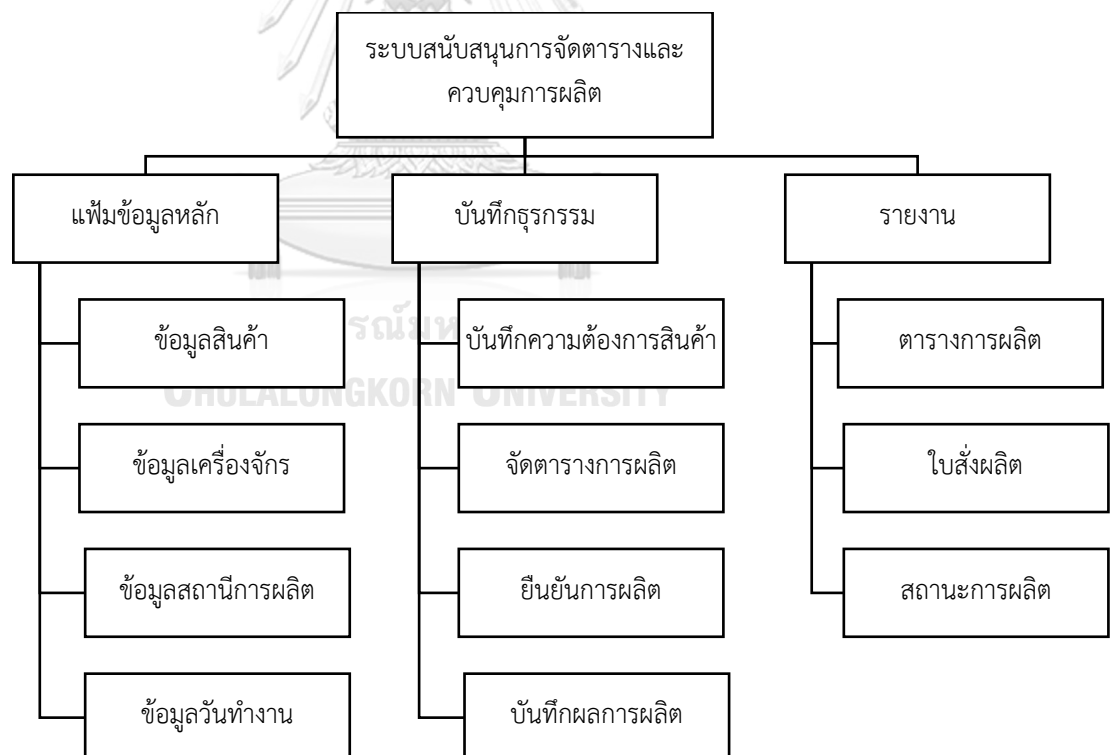 ระบบสนับสนุนการจัดตารางและ
ควบคุมการผลิต
แฟ้มข้อมูลหลัก
บันทึกธุรกรรม
รายงาน
ข้อมูลสินค้า
บันทึกความต้องการสินค้า
ตารางการผลิต
CHULALONGKORN UNIVERSITY
ข้อมูลเครื่องจักร
จัดตารางการผลิต
ใบสั่งผลิต
ข้อมูลสถานีการผลิต
ยืนยันการผลิต
สถานะการผลิต
ข้อมูลวันทำงาน
บันทึกผลการผลิต